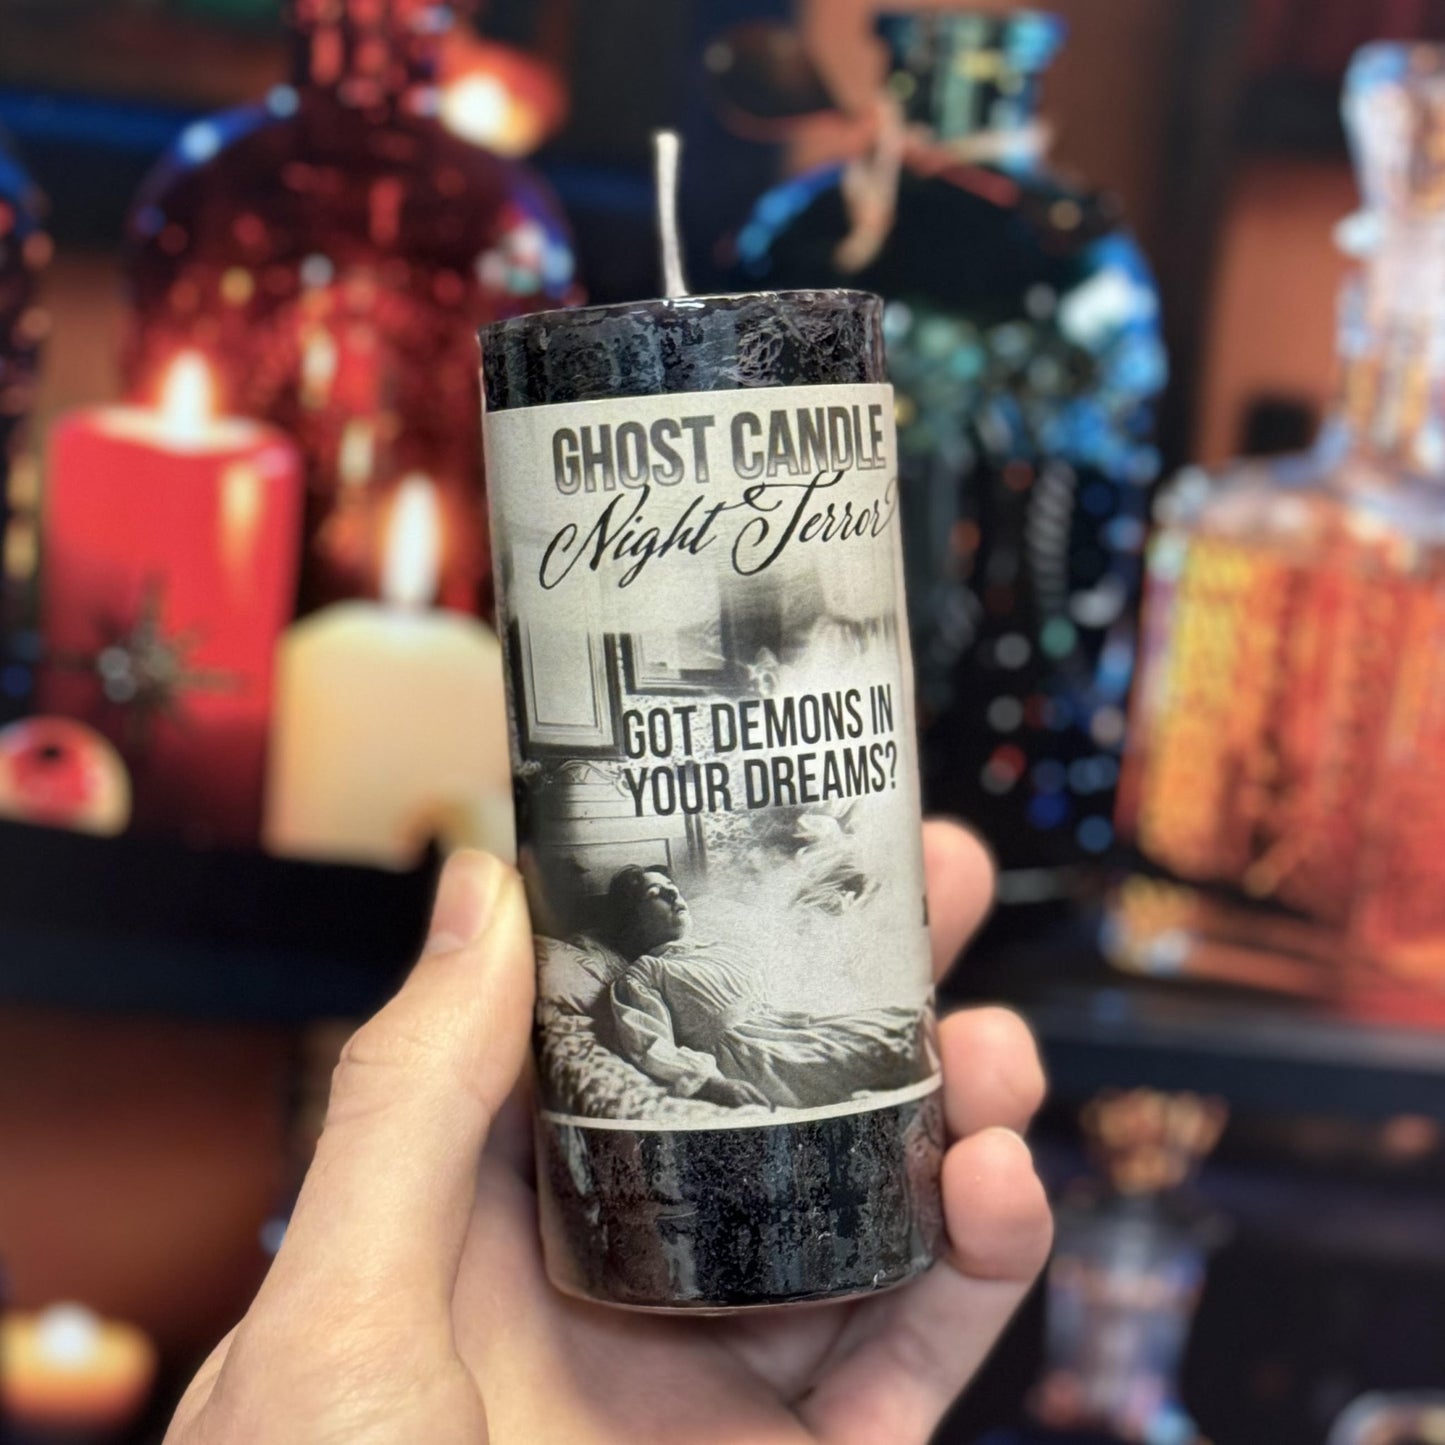 GHOST CANDLE
Night Terror
GOT DEMONS IN
YOUR DREAMS?